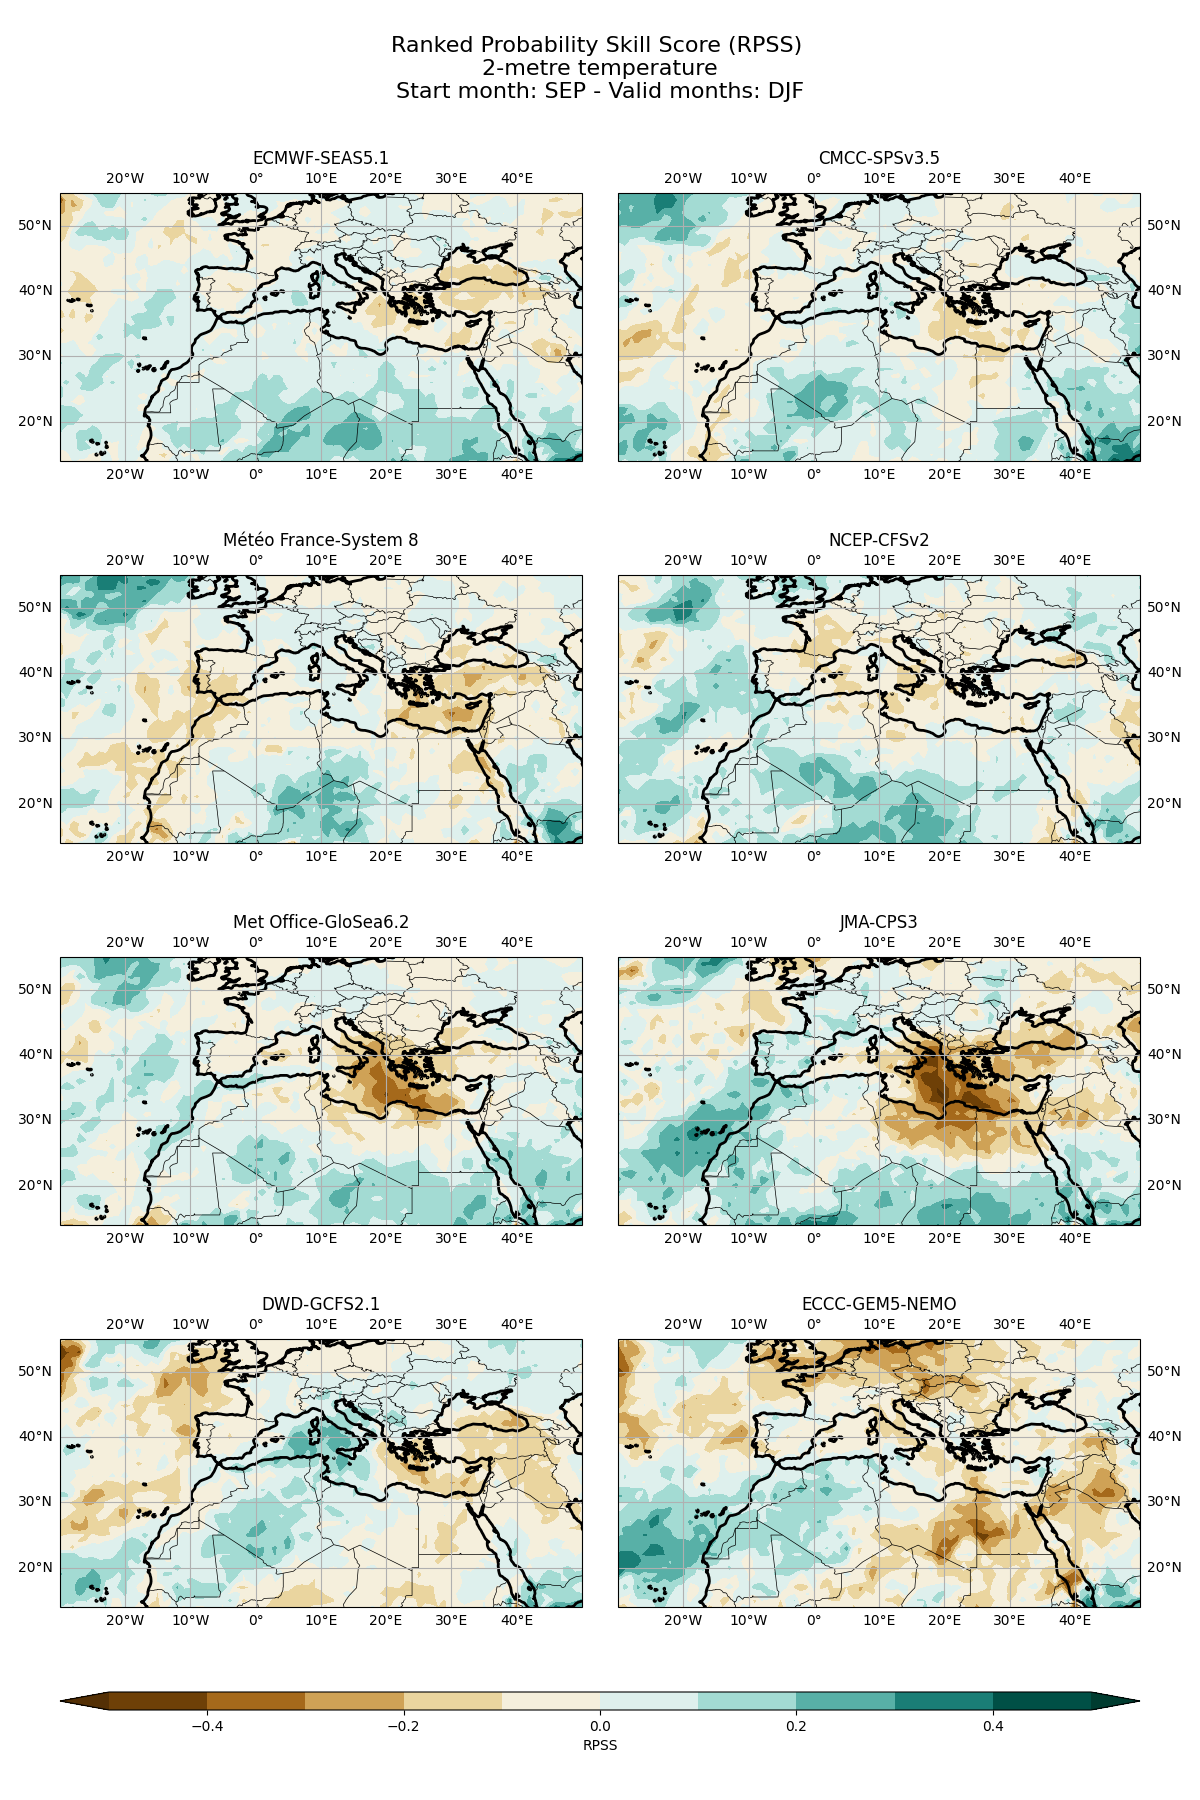 Ranked Probability Skill Score (RPSS)
2-metre temperature
Start month: SEP - Valid months: DJF
ECMWF-SEAS5.1
20°W 10°W 0° 10°E 20°E 30°E 40°E
50°N
40°N
30°N
20°N
20°W 10°W 0° 10°E 20°E 30°E 40°E
CMCC-SPSv3.5
20°W 10°W 0° 10°E 20°E 30°E 40°E
50°N
40°N
30°N
20°N
20°W 10°W 0° 10°E 20°E 30°E 40°E
Météo France-System 8
20°W 10°W 0° 10°E 20°E 30°E 40°E
50°N
40°N
30°N
20°N
20°W 10°W 0° 10°E 20°E 30°E 40°E
NCEP-CFSv2
20°W 10°W 0° 10°E 20°E 30°E 40°E
50°N
40°N
30°N
20°N
20°W 10°W 0° 10°E 20°E 30°E 40°E
Met Office-GloSea6.2
20°W 10°W 0° 10°E 20°E 30°E 40°E
50°N
40°N
30°N
20°N
20°W 10°W 0° 10°E 20°E 30°E 40°E
JMA-CPS3
20°W 10°W 0° 10°E 20°E 30°E 40°E
50°N
40°N
30°N
20°N
20°W 10°W 0° 10°E 20°E 30°E 40°E
DWD-GCFS2.1
20°W 10°W 0° 10°E 20°E 30°E 40°E
50°N
40°N
30°N
20°N
20°W 10°W 0° 10°E 20°E 30°E 40°E
ECCC-GEM5-NEMO
20°W 10°W 0° 10°E 20°E 30°E 40°E
50°N
40°N
30°N
20°N
20°W 10°W 0° 10°E 20°E 30°E 40°E
−0.4 −0.2 0.0 0.2 0.4
RPSS